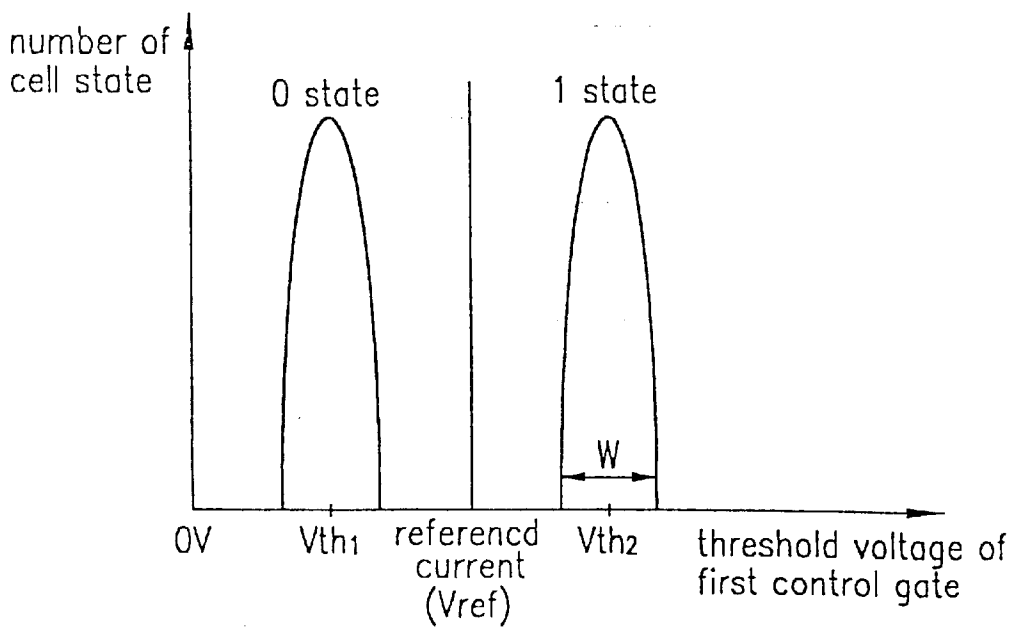 number of
cell state
0 state
1 state
W
0V
Vth1
referencd
current
(Vref)
Vth2
threshold voltage of
first control gate